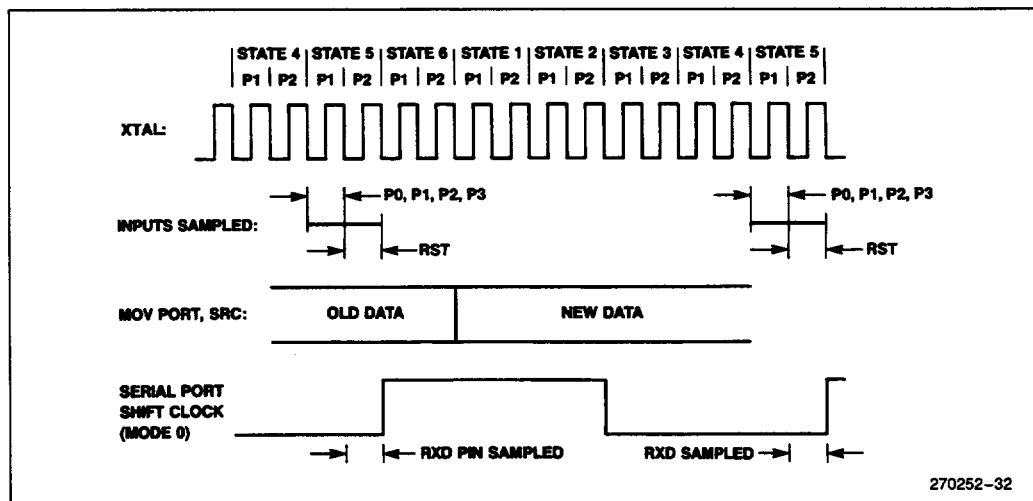 STATE 4 STATE 5 STATE 6 STATE 1 STATE 2 STATE 3 STATE 4 STATE 5
P1 P2 P1 P2 P1 P2 P1 P2 P1 P2 P1 P2 P1 P2 P1 P2
XTAL:
P0, P1, P2, P3 P0, P1, P2, P3
INPUTS SAMPLED:
RST RST
MOV PORT, SRC: OLD DATA NEW DATA
SERIAL PORT
SHIFT CLOCK
(MODE 0)
RXD PIN SAMPLED RXD SAMPLED
270252-32